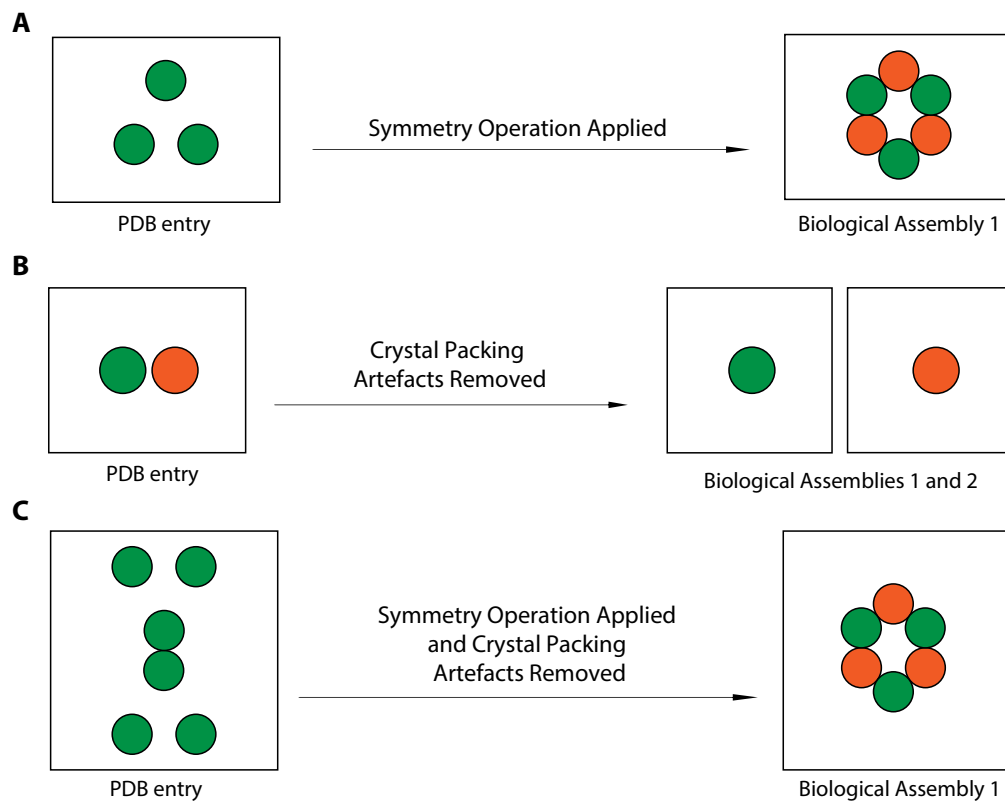 A
Symmetry Operation Applied
PDB entry
Biological Assembly 1
B
Crystal Packing
Artefacts Removed
PDB entry
Biological Assemblies 1 and 2
C
Symmetry Operation Applied
and Crystal Packing
Artefacts Removed
PDB entry
Biological Assembly 1